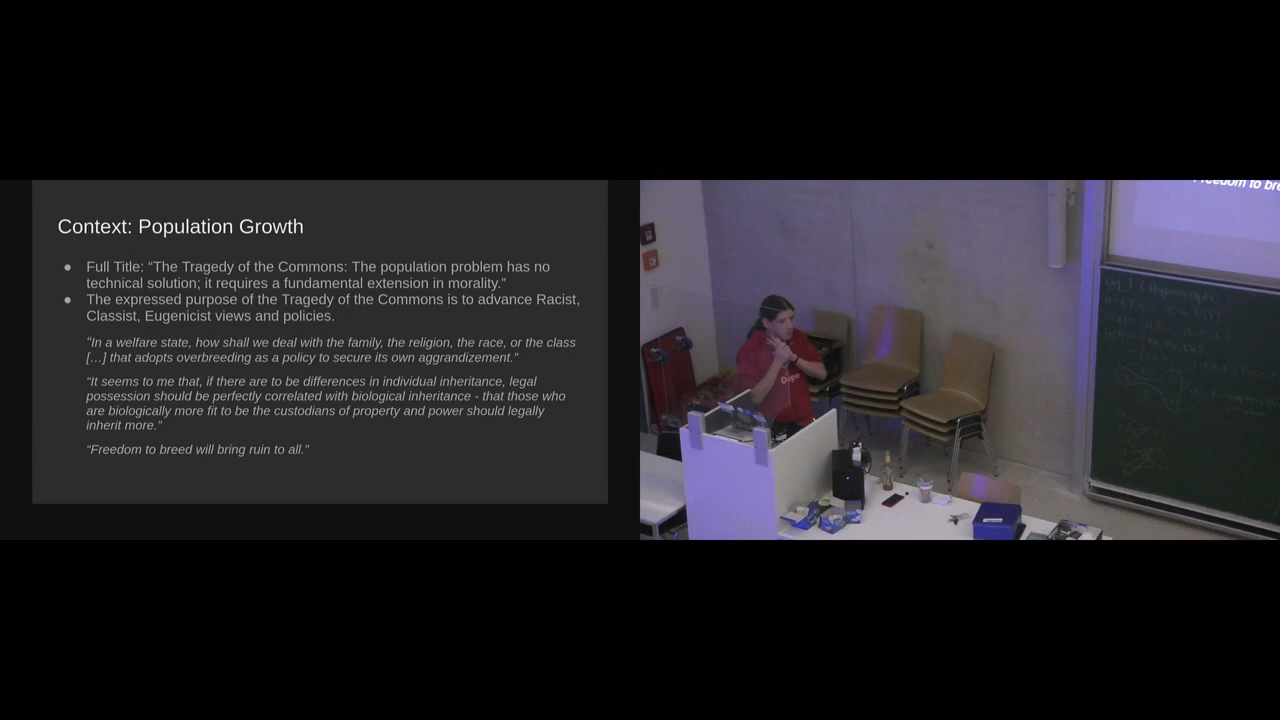 Context: Population Growth
● Full Title: “The Tragedy of the Commons: The population problem has no
technical solution; it requires a fundamental extension in morality.”
● The expressed purpose of the Tragedy of the Commons is to advance Racist,
Classist, Eugenicist views and policies.
“In a welfare state, how shall we deal with the family, the religion, the race, or the class
[…] that adopts overbreeding as a policy to secure its own aggrandizement.”
“It seems to me that, if there are to be differences in individual inheritance, legal
possession should be perfectly correlated with biological inheritance - that those who
are biologically more fit to be the custodians of property and power should legally
inherit more.”
“Freedom to breed will bring ruin to all.”
Freedom to bre